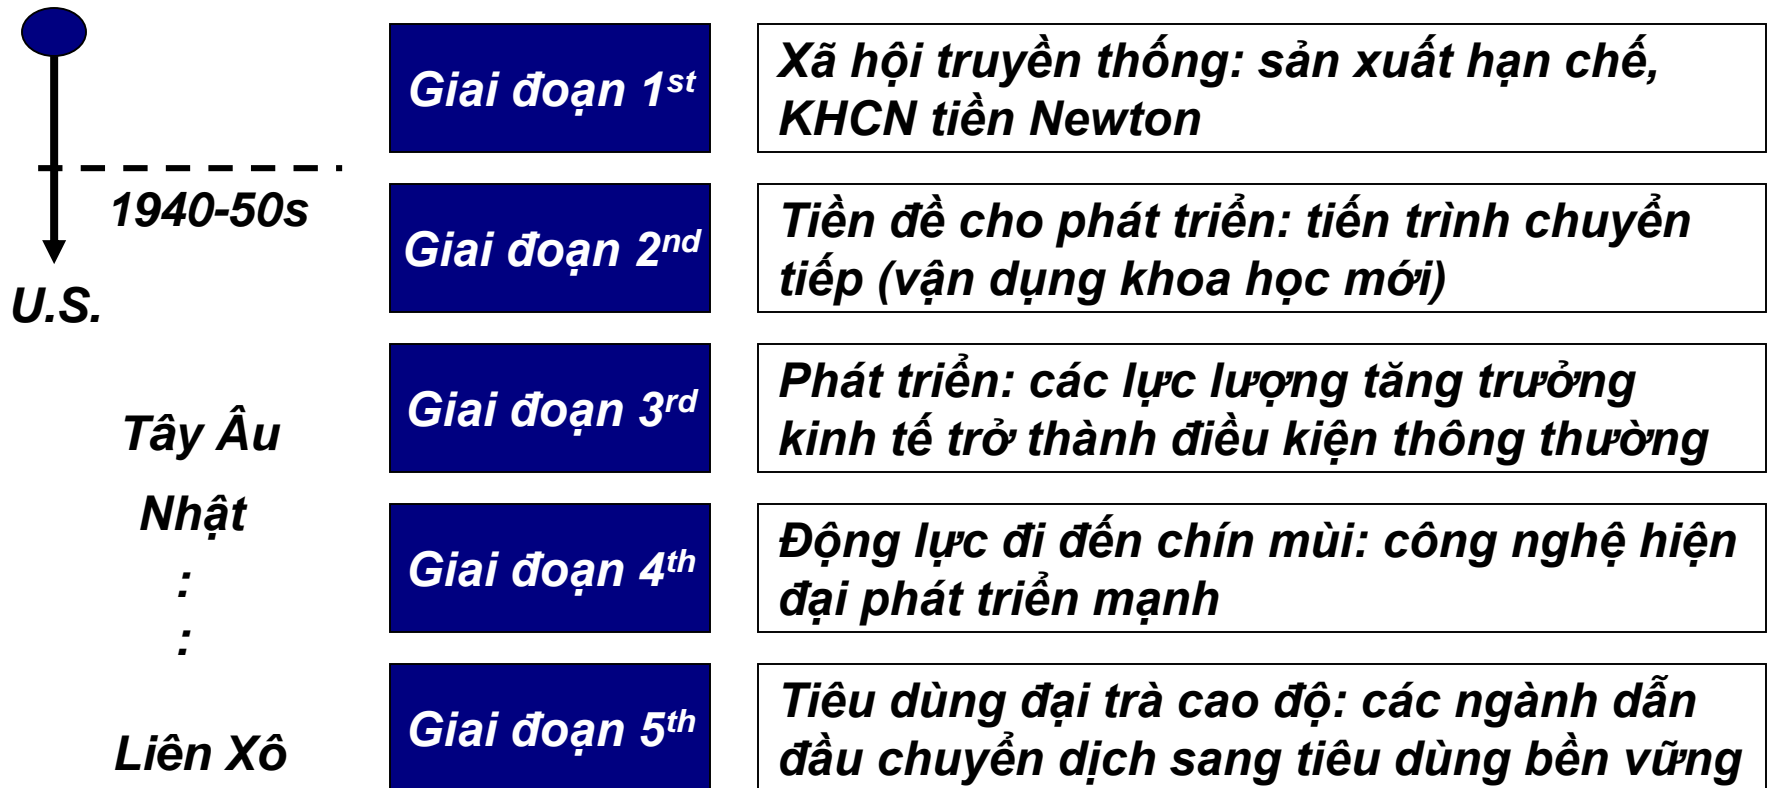 1940-50s
U.S.
Tây Âu
Nhật
:
:
Liên Xô
Giai đoạn 1st
Xã hội truyền thống: sản xuất hạn chế,
KHCN tiền Newton
Giai đoạn 2nd
Tiền đề cho phát triển: tiến trình chuyển
tiếp (vận dụng khoa học mới)
Giai đoạn 3rd
Phát triển: các lực lượng tăng trưởng
kinh tế trở thành điều kiện thông thường
Giai đoạn 4th
Động lực đi đến chín mùi: công nghệ hiện
đại phát triển mạnh
Giai đoạn 5th
Tiêu dùng đại trà cao độ: các ngành dẫn
đầu chuyển dịch sang tiêu dùng bền vững